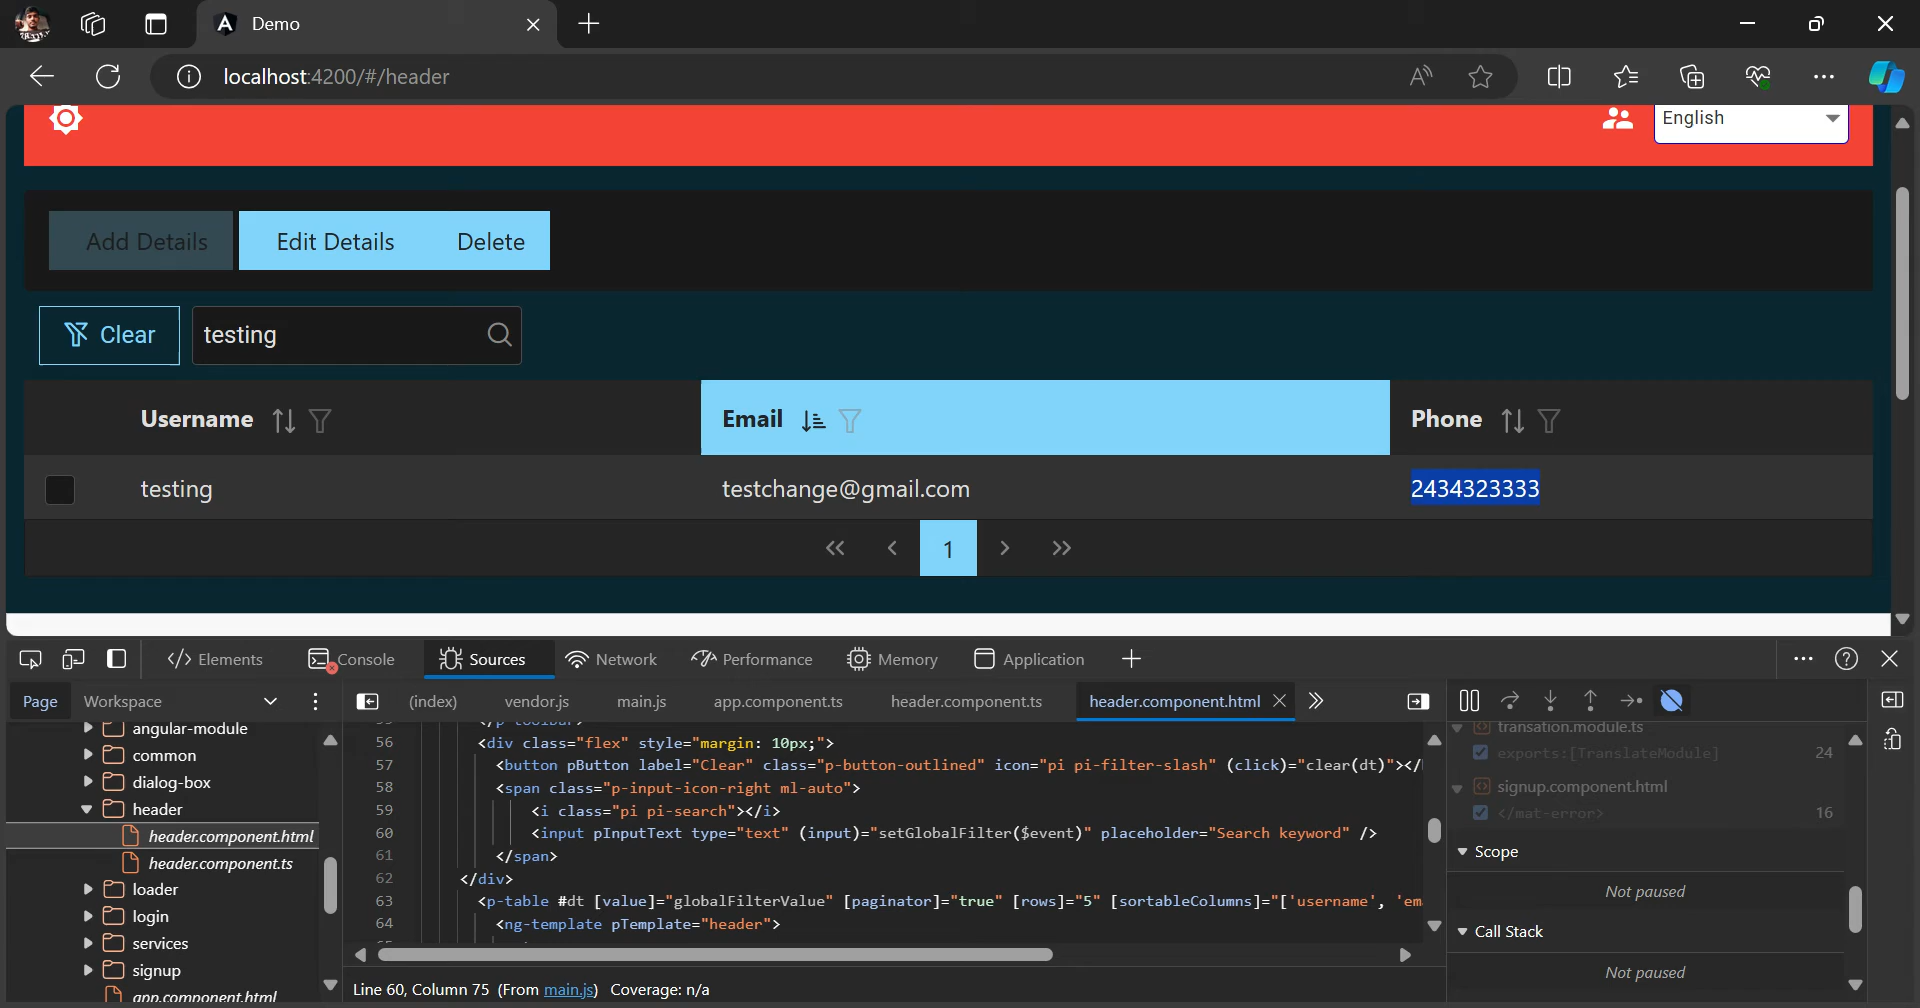 Demo
localhost:4200/#/header
English
Add Details Edit Details Delete
Clear testing
Username Email Phone
testing testchange@gmail.com 2434323333
1
Elements Console Sources Network Performance Memory Application
Page Workspace
(index) vendor.js main.js app.component.ts header.component.ts header.component.html
angular-module
common
dialog-box
header
header.component.html
header.component.ts
loader
login
services
signup
app.component.html
</p-toolbar>
56 <div class="flex" style="margin: 10px;">
57 <button pButton label="Clear" class="p-button-outlined" icon="pi pi-filter-slash" (click)="clear(dt)"></
58 <span class="p-input-icon-right ml-auto">
59 <i class="pi pi-search"></i>
60 <input pInputText type="text" (input)="setGlobalFilter($event)" placeholder="Search keyword" />
61 </span>
62 </div>
63 <p-table #dt [value]="globalFilterValue" [paginator]="true" [rows]="5" [sortableColumns]="['username', 'em
64 <ng-template pTemplate="header">
65
Line 60, Column 75 (From main.js) Coverage: n/a
transation.module.ts
exports:[TranslateModule] 24
signup.component.html
</mat-error> 16
Scope
Not paused
Call Stack
Not paused